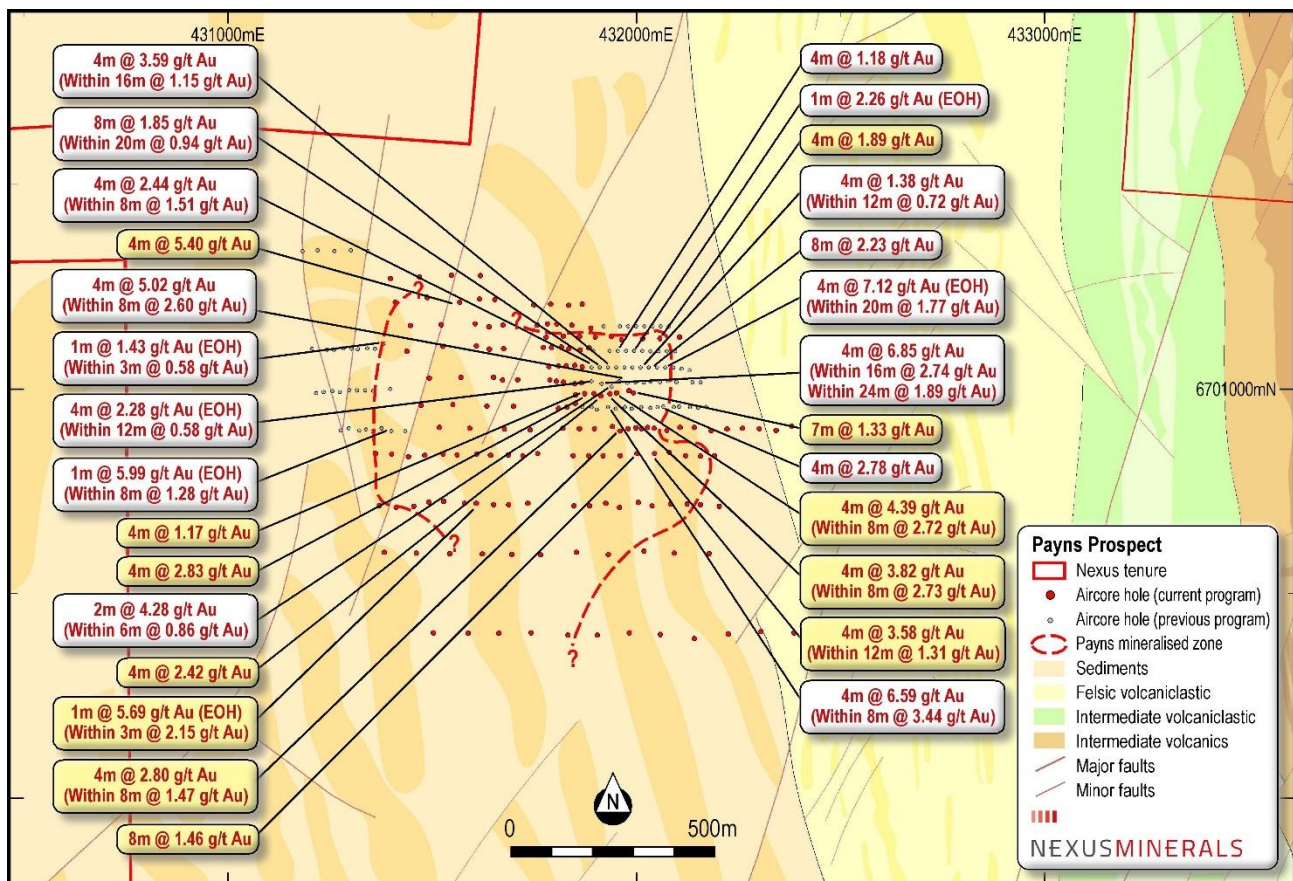 431000mE
432000mE
433000mE
4m @ 3.59 g/t Au
(Within 16m @ 1.15 g/t Au)
8m @ 1.85 g/t Au
(Within 20m @ 0.94 g/t Au)
4m @ 2.44 g/t Au
(Within 8m @ 1.51 g/t Au)
4m @ 5.40 g/t Au
4m @ 5.02 g/t Au
(Within 8m @ 2.60 g/t Au)
1m @ 1.43 g/t Au (EOH)
(Within 3m @ 0.58 g/t Au)
4m @ 2.28 g/t Au (EOH)
(Within 12m @ 0.58 g/t Au)
1m @ 5.99 g/t Au (EOH)
(Within 8m @ 1.28 g/t Au)
4m @ 1.17 g/t Au
4m @ 2.83 g/t Au
2m @ 4.28 g/t Au
(Within 6m @ 0.86 g/t Au)
4m @ 2.42 g/t Au
1m @ 5.69 g/t Au (EOH)
(Within 3m @ 2.15 g/t Au)
4m @ 2.80 g/t Au
(Within 8m @ 1.47 g/t Au)
8m @ 1.46 g/t Au
?
?
?
?
N
0
500m
4m @ 1.18 g/t Au
1m @ 2.26 g/t Au (EOH)
4m @ 1.89 g/t Au
4m @ 1.38 g/t Au
(Within 12m @ 0.72 g/t Au)
8m @ 2.23 g/t Au
4m @ 7.12 g/t Au (EOH)
(Within 20m @ 1.77 g/t Au)
4m @ 6.85 g/t Au
(Within 16m @ 2.74 g/t Au
Within 24m @ 1.89 g/t Au)
7m @ 1.33 g/t Au
4m @ 2.78 g/t Au
4m @ 4.39 g/t Au
(Within 8m @ 2.72 g/t Au)
4m @ 3.82 g/t Au
(Within 8m @ 2.73 g/t Au)
4m @ 3.58 g/t Au
(Within 12m @ 1.31 g/t Au)
4m @ 6.59 g/t Au
(Within 8m @ 3.44 g/t Au)
6701000mN
Payns Prospect
Nexus tenure
Aircore hole (current program)
Aircore hole (previous program)
Payns mineralised zone
Sediments
Felsic volcaniclastic
Intermediate volcaniclastic
Intermediate volcanics
Major faults
Minor faults
NEXUSMINERALS